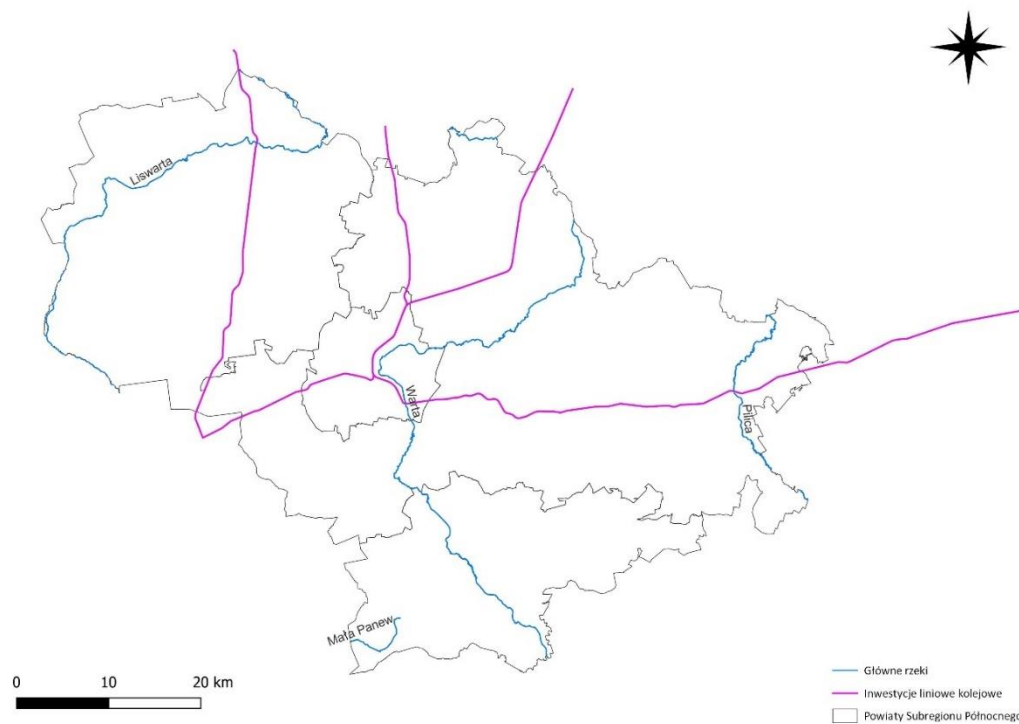 Liswarta
Warta
Pilica
Mała Panew
0 10 20 km
Główne rzeki
Inwestycje liniowe kolejowe
Powiaty Subregionu Północnego